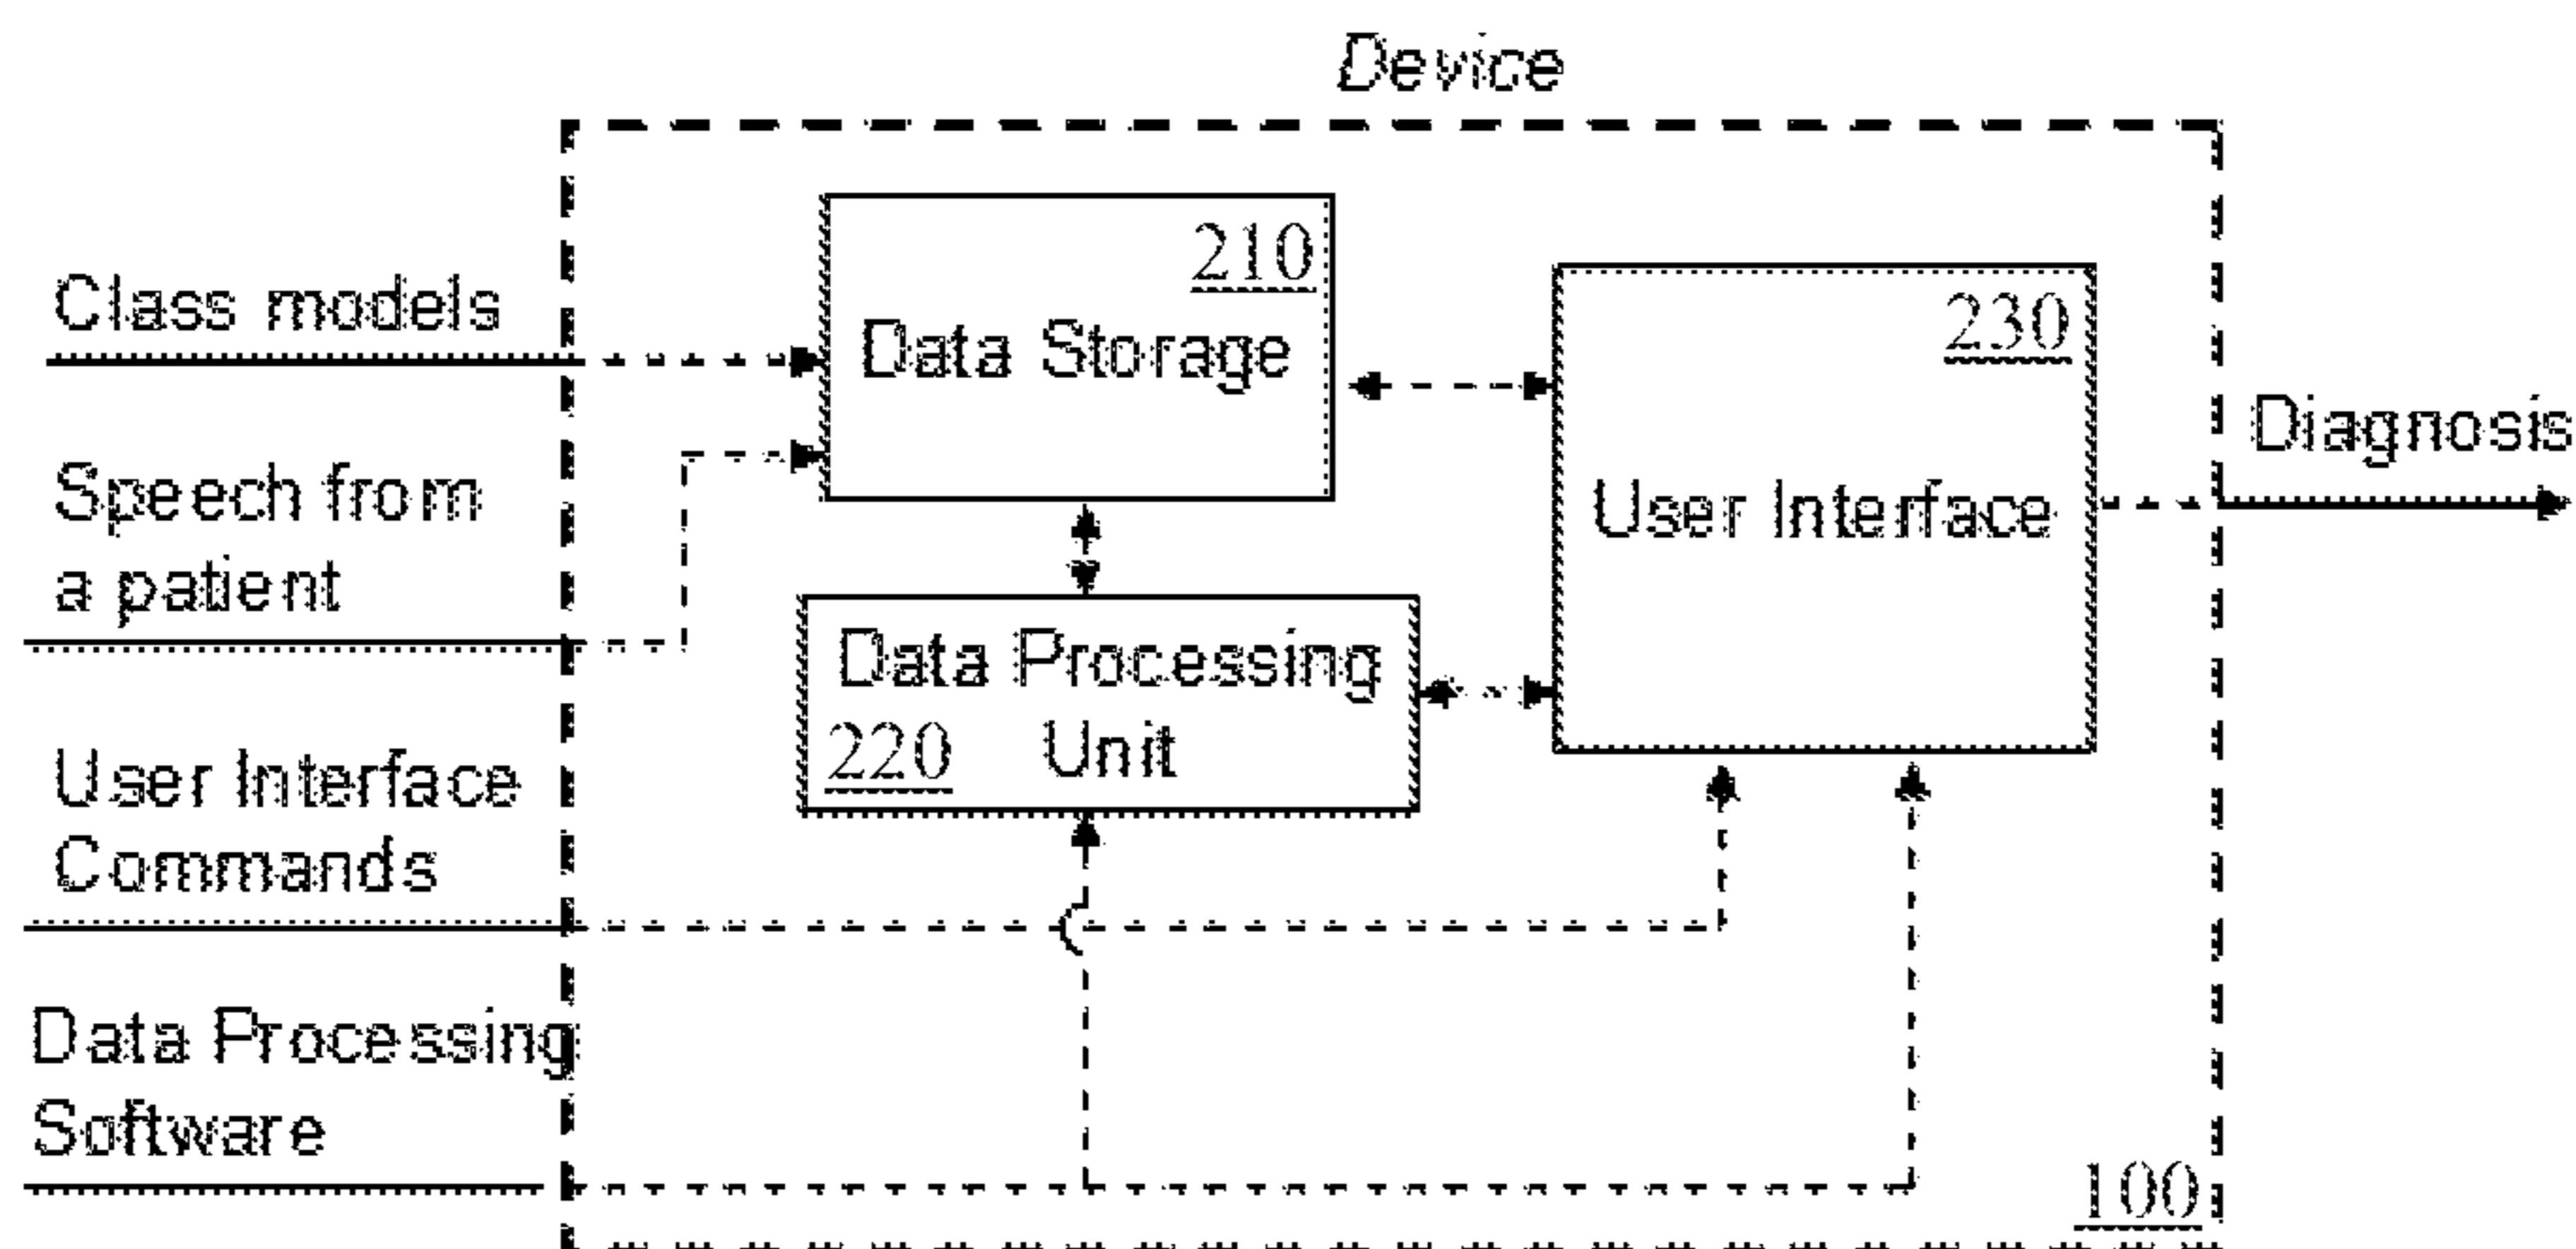 Device
Class models
210
Data Storage
230
User Interface
Diagnosis
Speech from
a patient
Data Processing
220 Unit
User Interface
Commands
Data Processing
Software
100